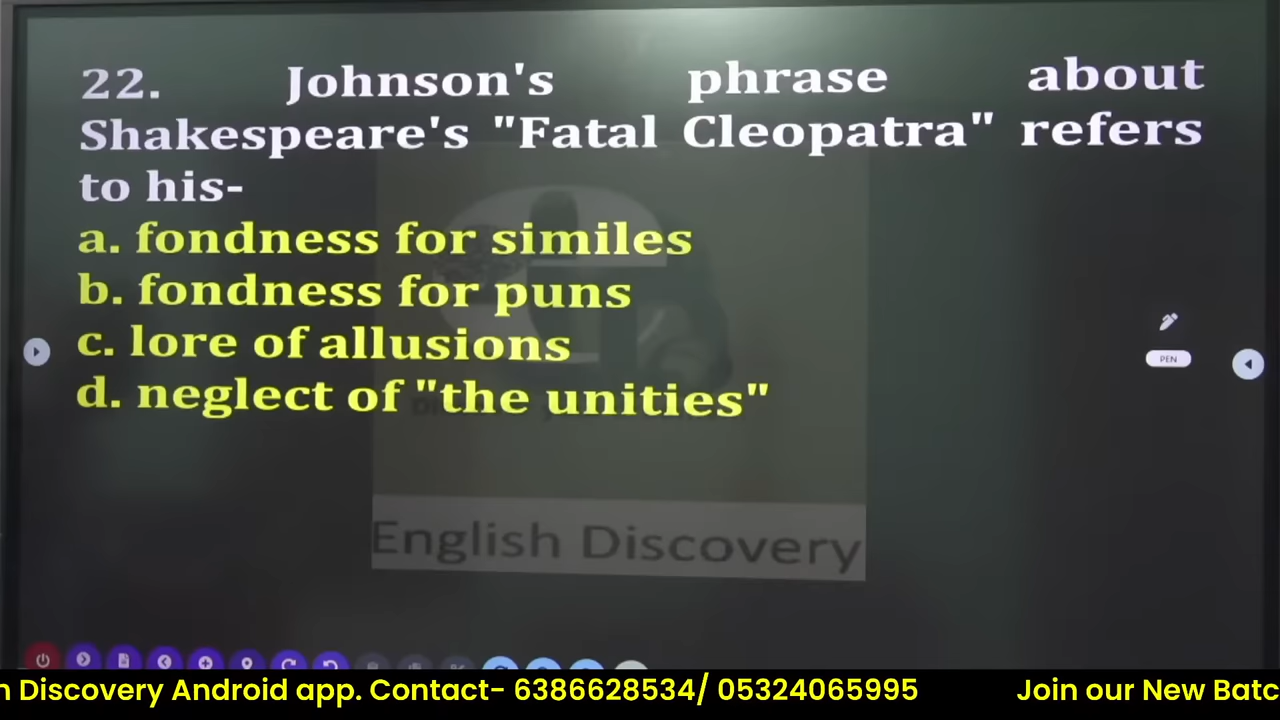 22. Johnson's phrase about
Shakespeare's "Fatal Cleopatra" refers
to his-
a. fondness for similes
b. fondness for puns
c. lore of allusions
d. neglect of "the unities"
PEN
English Discovery
n Discovery Android app. Contact- 6386628534/ 05324065995 Join our New Batc